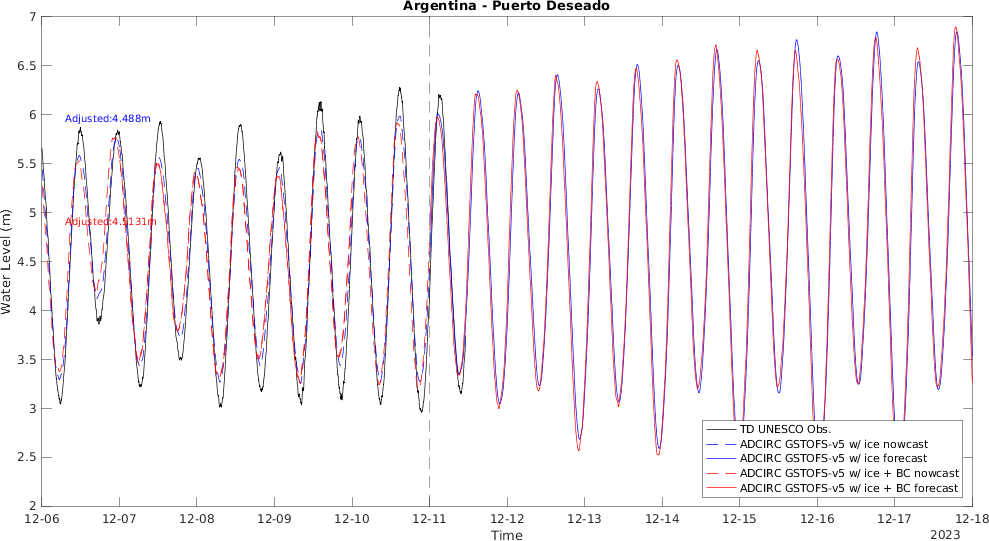 Argentina - Puerto Deseado
7
6.5
6
5.5
5
4.5
4
3.5
3
2.5
2
Water Level (m)
Adjusted:4.488m
Adjusted:4.5131m
TD UNESCO Obs.
ADCIRC GSTOFS-v5 w/ ice nowcast
ADCIRC GSTOFS-v5 w/ ice forecast
ADCIRC GSTOFS-v5 w/ ice + BC nowcast
ADCIRC GSTOFS-v5 w/ ice + BC forecast
12-06 12-07 12-08 12-09 12-10 12-11 12-12 12-13 12-14 12-15 12-16 12-17 12-18
Time
2023